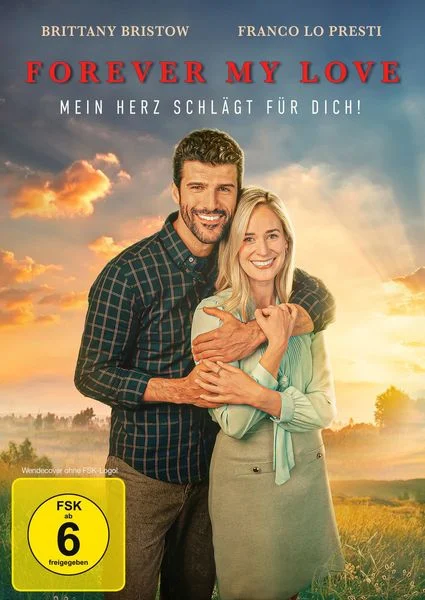 BRITTANY BRISTOW FRANCO LO PRESTI
FOREVER MY LOVE
MEIN HERZ SCHLÄGT FÜR DICH!
Wendecover ohne FSK-Logo!
FSK
ab
6
freigegeben